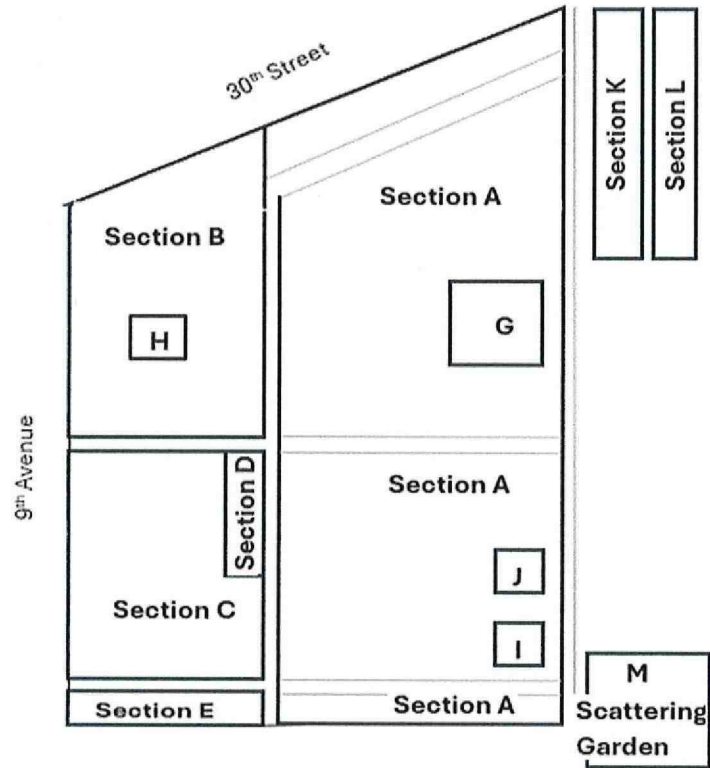 30th Street
Section K
Section L
Section A
Section B
G
H
9th Avenue
Section D
Section A
J
Section C
I
M
Section E
Section A
Scattering
Garden